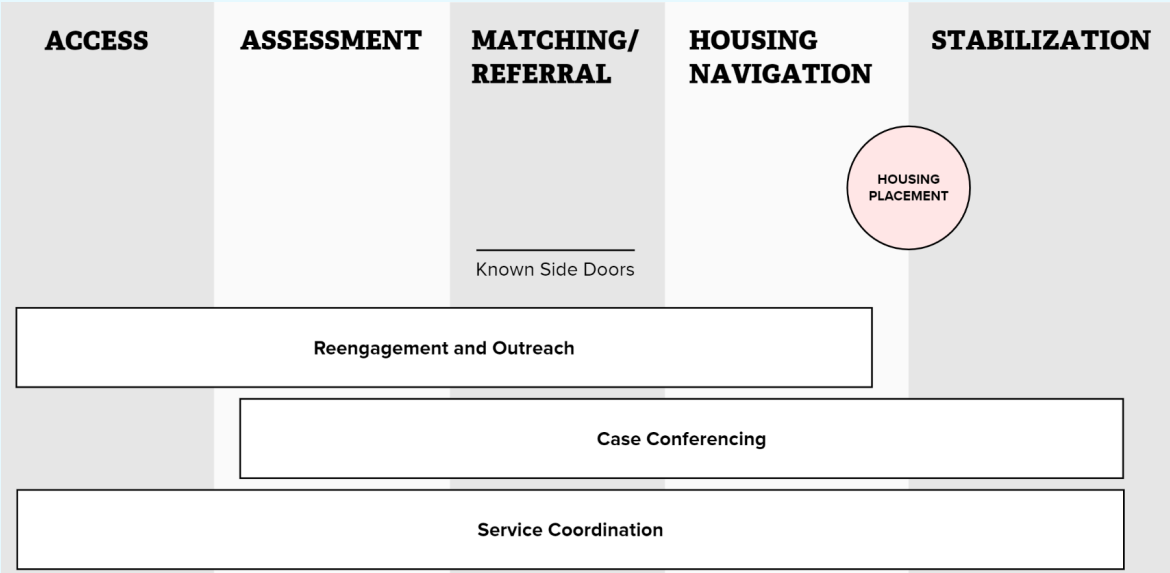 ACCESS
ASSESSMENT
MATCHING/
REFERRAL
HOUSING
NAVIGATION
STABILIZATION
HOUSING
PLACEMENT
Known Side Doors
Reengagement and Outreach
Case Conferencing
Service Coordination